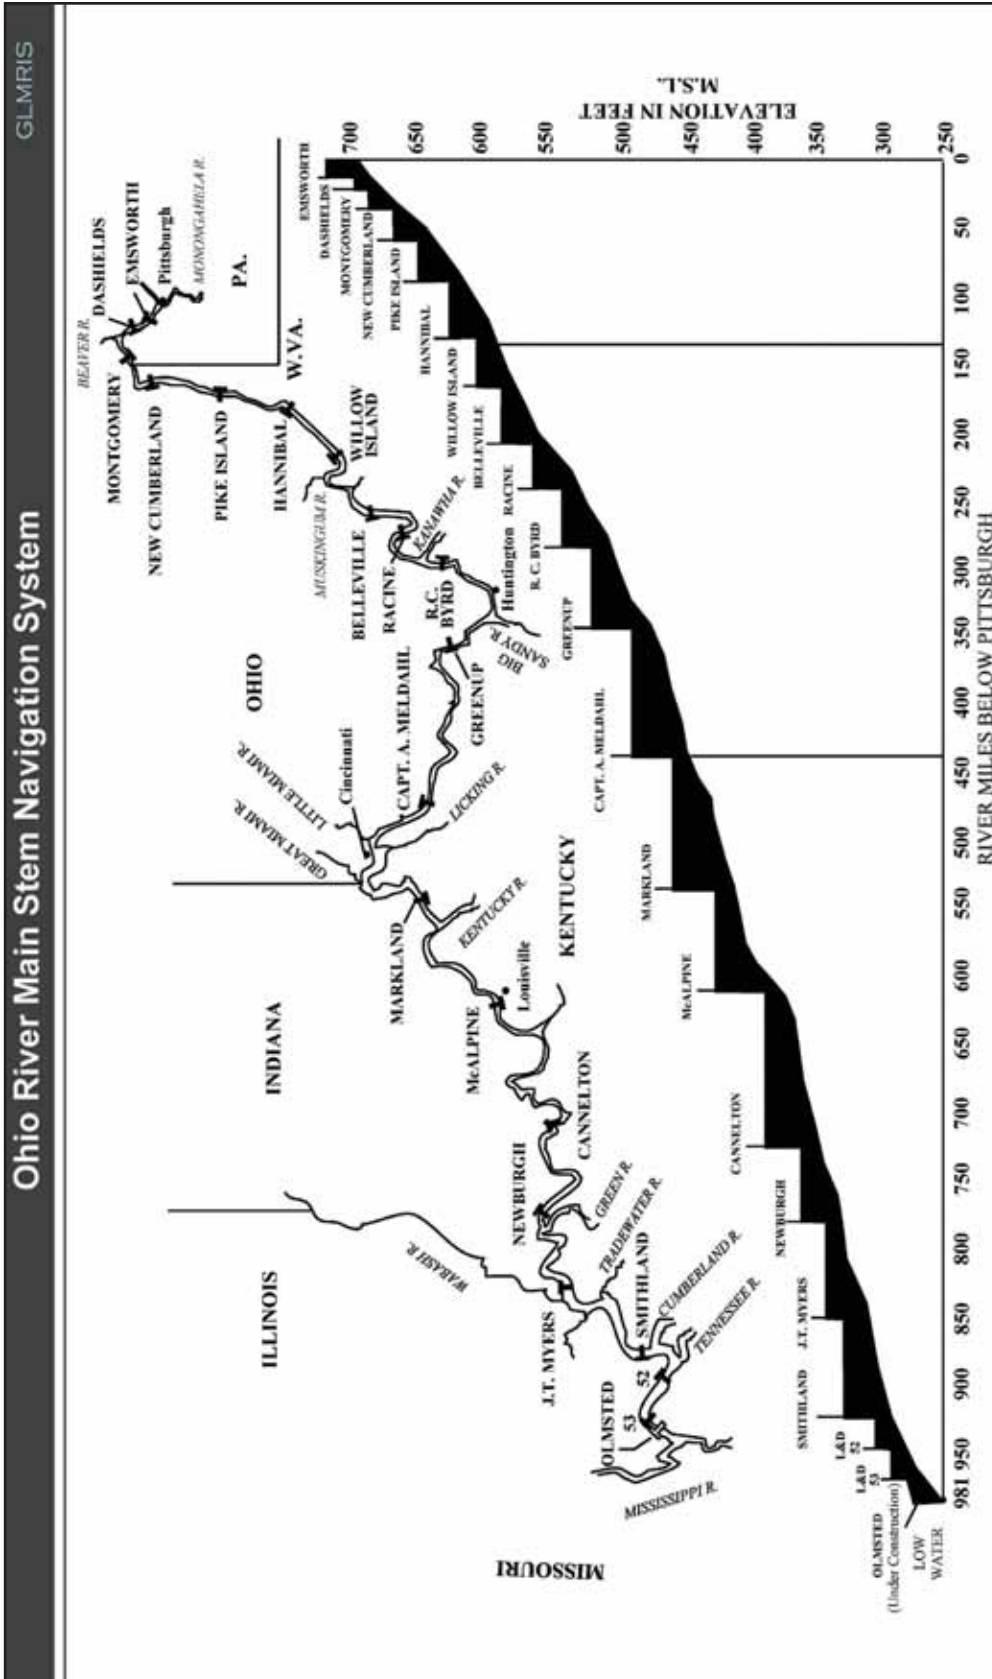 Ohio River Main Stem Navigation System
GLMRIS
MISSOURI
ILLINOIS
INDIANA
OHIO
KENTUCKY
W.VA.
PA.
MISSISSIPPI R.
OLMSTED
53
52
SMITHLAND
TENNESSEE R.
CUMBERLAND R.
TRADEWATER R.
GREEN R.
WABASH R.
J.T. MYERS
NEWBURGH
CANNELTON
McALPINE
Louisville
KENTUCKY R.
MARKLAND
GREAT MIAMI R.
LITTLE MIAMI R.
Cincinnati
LICKING R.
CAPT. A. MELDAHL
GREENUP
BIG
SANDY R.
Huntington
R.C.
BYRD
KANAWHA R.
RACINE
BELLEVILLE
MUSKINGUM R.
WILLOW
ISLAND
HANNIBAL
PIKE ISLAND
NEW CUMBERLAND
MONTGOMERY
BEAVER R.
DASHIELDS
EMSWORTH
Pittsburgh
MONONGAHELA R.
OLMSTED
(Under Construction)
LOW
WATER
L&D
53
L&D
52
SMITHLAND
J.T. MYERS
NEWBURGH
CANNELTON
McALPINE
MARKLAND
CAPT. A. MELDAHL
GREENUP
R. C. BYRD
RACINE
BELLEVILLE
WILLOW ISLAND
HANNIBAL
PIKE ISLAND
NEW CUMBERLAND
MONTGOMERY
DASHIELDS
EMSWORTH
700
650
600
550
500
450
400
350
300
250
ELEVATION IN FEET
M.S.L.
981 950 900 850 800 750 700 650 600 550 500 450 400 350 300 250 200 150 100 50 0
RIVER MILES BELOW PITTSBURGH